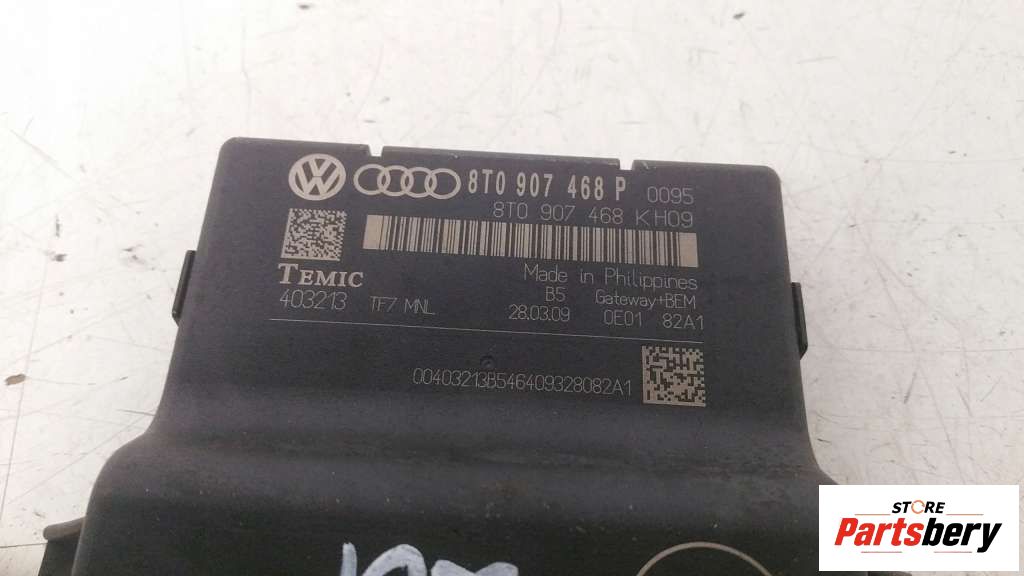 8T0 907 468 P 0095
8T0 907 468 K H09
TEMIC
Made in Philippines
403213 TF7 MNL
B5 Gateway+BEM
28.03.09 0E01 82A1
00403213B546409328082A1
STORE
Partsbery